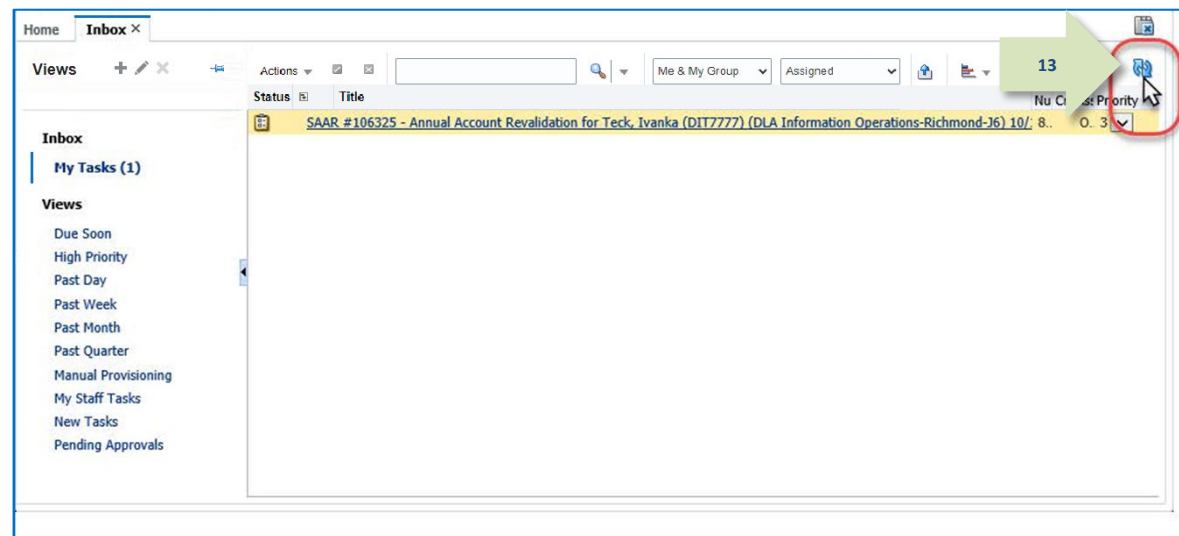 Home Inbox ×
Views Actions Me & My Group Assigned 13
Status Title Nu Priority
SAAR #106325 - Annual Account Revalidation for Teck, Ivanka (DIT7777) (DLA Information Operations-Richmond-J6) 10/ 8.. O.. 3
Inbox
My Tasks (1)
Views
Due Soon
High Priority
Past Day
Past Week
Past Month
Past Quarter
Manual Provisioning
My Staff Tasks
New Tasks
Pending Approvals